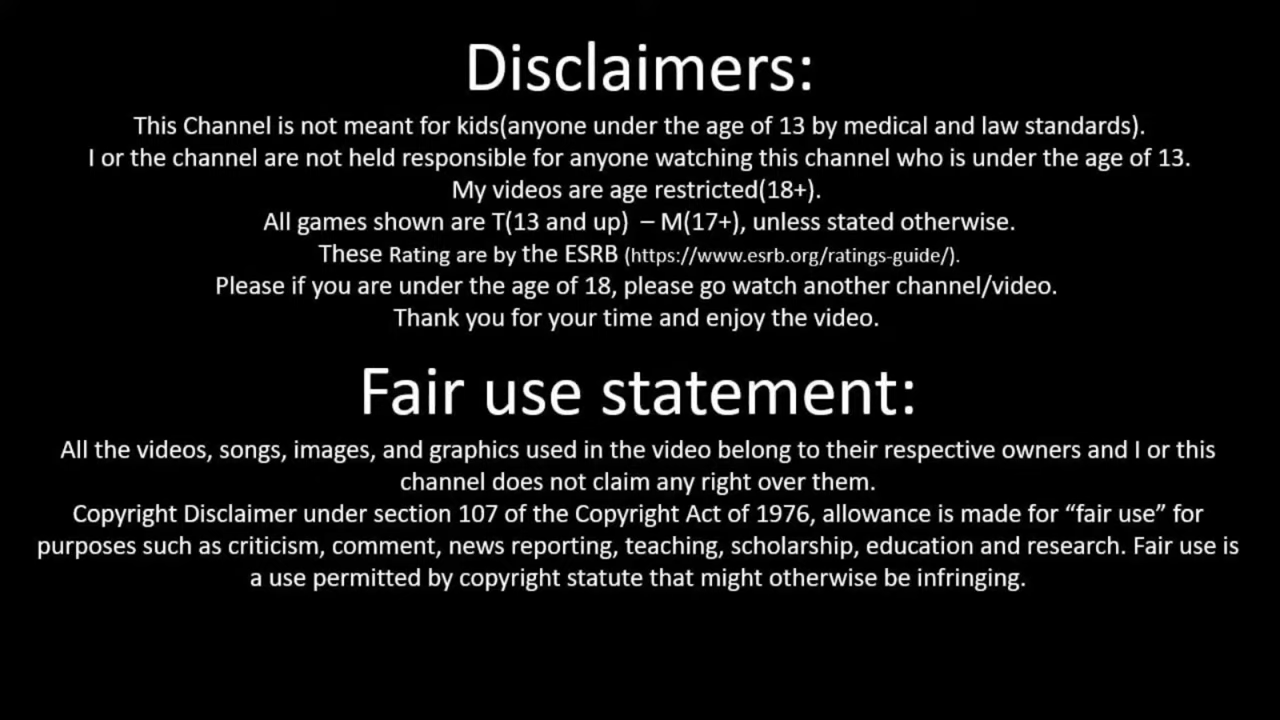 Disclaimers:
This Channel is not meant for kids(anyone under the age of 13 by medical and law standards).
I or the channel are not held responsible for anyone watching this channel who is under the age of 13.
My videos are age restricted(18+).
All games shown are T(13 and up) – M(17+), unless stated otherwise.
These Rating are by the ESRB (https://www.esrb.org/ratings-guide/).
Please if you are under the age of 18, please go watch another channel/video.
Thank you for your time and enjoy the video.
Fair use statement:
All the videos, songs, images, and graphics used in the video belong to their respective owners and I or this
channel does not claim any right over them.
Copyright Disclaimer under section 107 of the Copyright Act of 1976, allowance is made for “fair use” for
purposes such as criticism, comment, news reporting, teaching, scholarship, education and research. Fair use is
a use permitted by copyright statute that might otherwise be infringing.